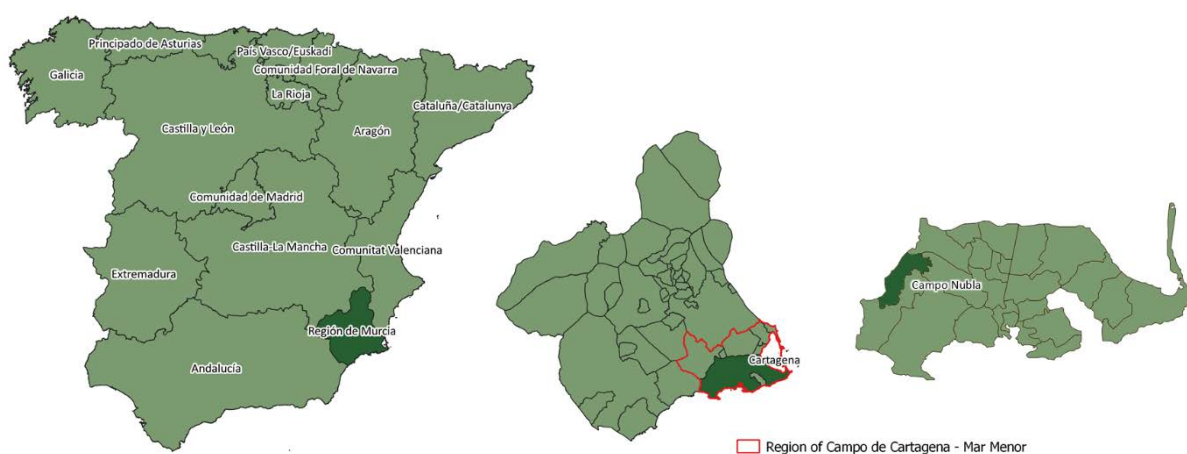 Principado de Asturias
País Vasco/Euskadi
Galicia
Comunidad Foral de Navarra
La Rioja
Cataluña/Catalunya
Castilla y León
Aragón
Comunidad de Madrid
Castilla-La Mancha
Comunitat Valenciana
Extremadura
Región de Murcia
Andalucía
Cartagena
Campo Nubla
Region of Campo de Cartagena - Mar Menor